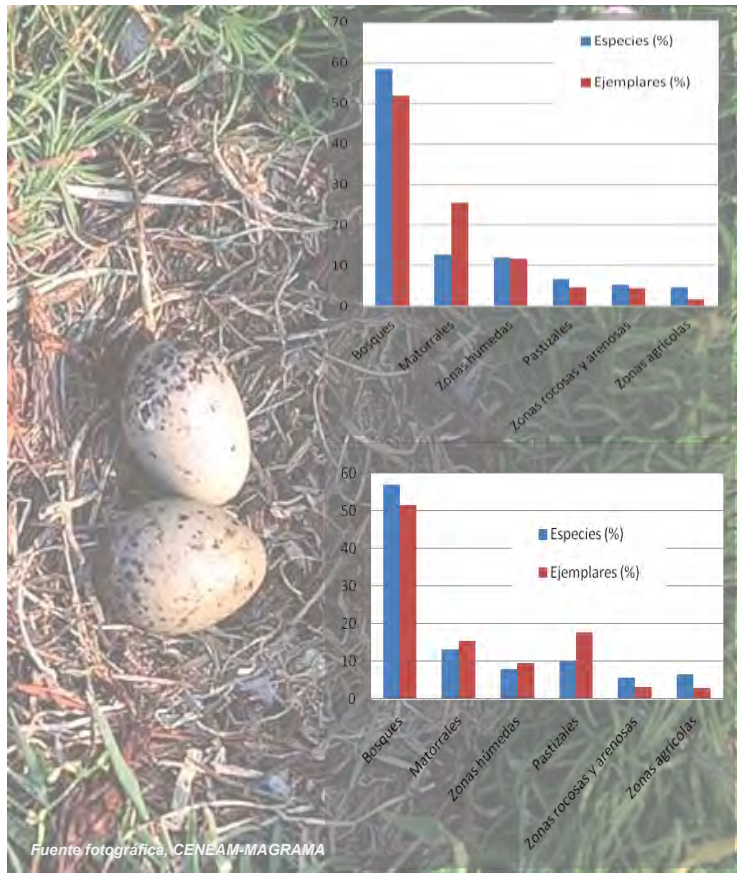 70
60
50
40
30
20
10
0
Especies (%)
Ejemplares (%)
Bosques
Matorrales
Zonas húmedas
Pastizales
Zonas rocosas y arenosas
Zonas agrícolas
60
50
40
30
20
10
0
Especies (%)
Ejemplares (%)
Bosques
Matorrales
Zonas húmedas
Pastizales
Zonas rocosas y arenosas
Zonas agrícolas
Fuente fotográfica, CENEAM-MAGRAMA